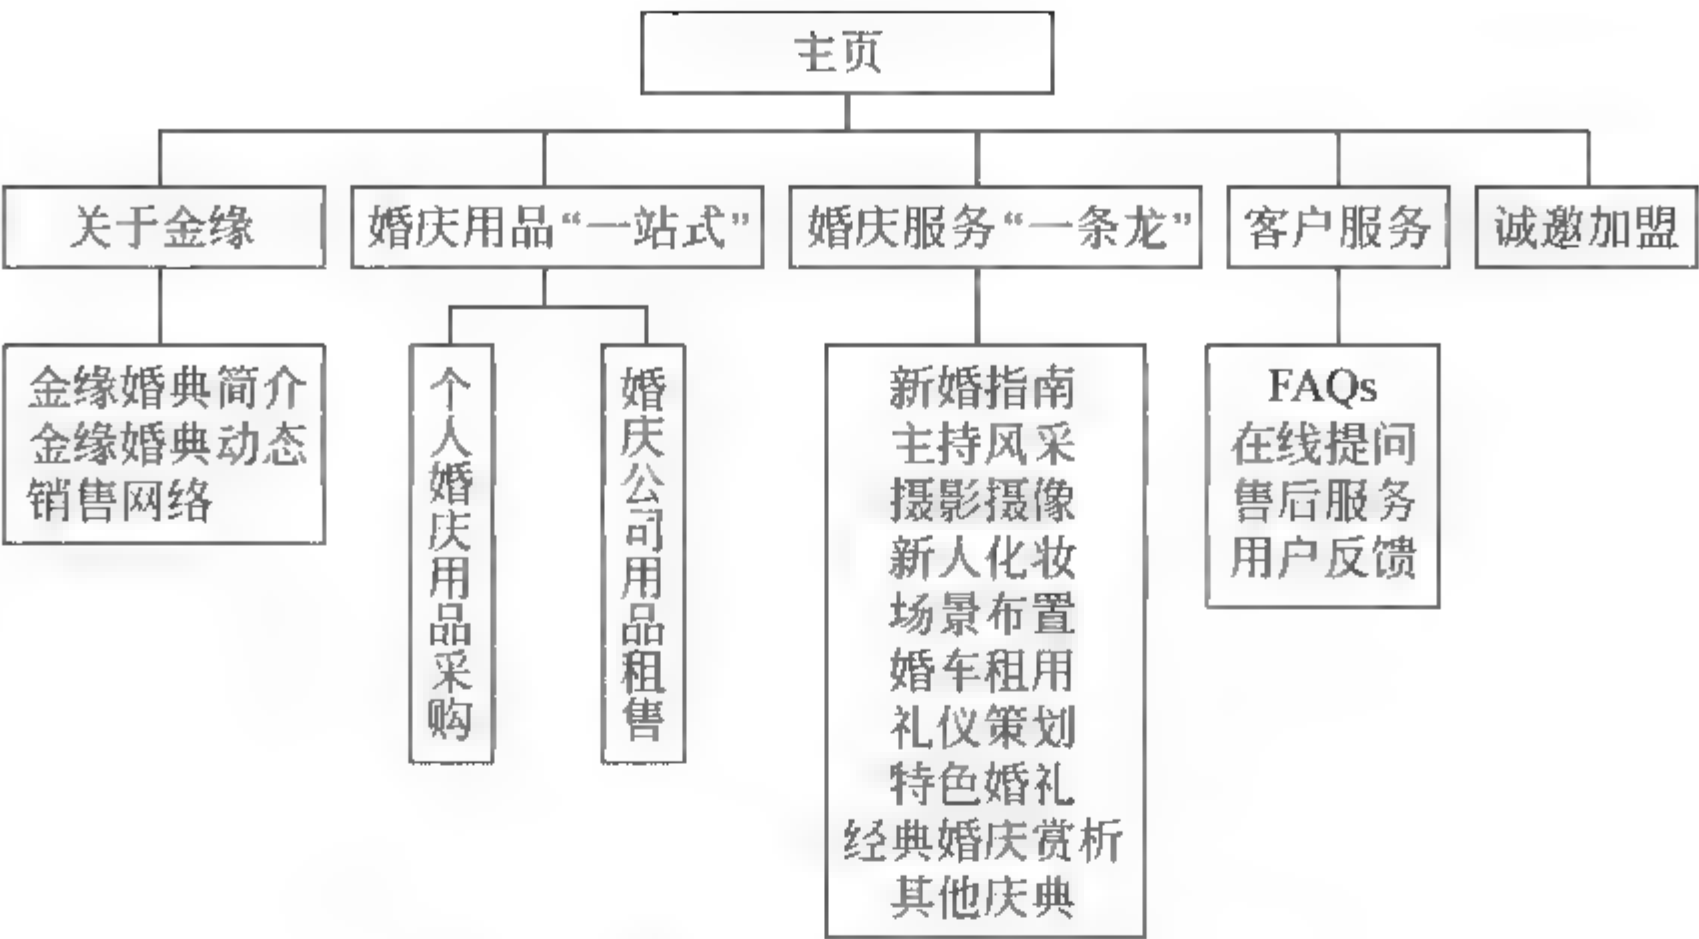 主页
关于金缘
婚庆用品“一站式”
婚庆服务“一条龙”
客户服务
诚邀加盟
金缘婚典简介
金缘婚典动态
销售网络
个人婚庆用品采购
婚庆公司用品租售
新婚指南
主持风采
摄影摄像
新人化妆
场景布置
婚车租用
礼仪策划
特色婚礼
经典婚庆赏析
其他庆典
FAQs
在线提问
售后服务
用户反馈